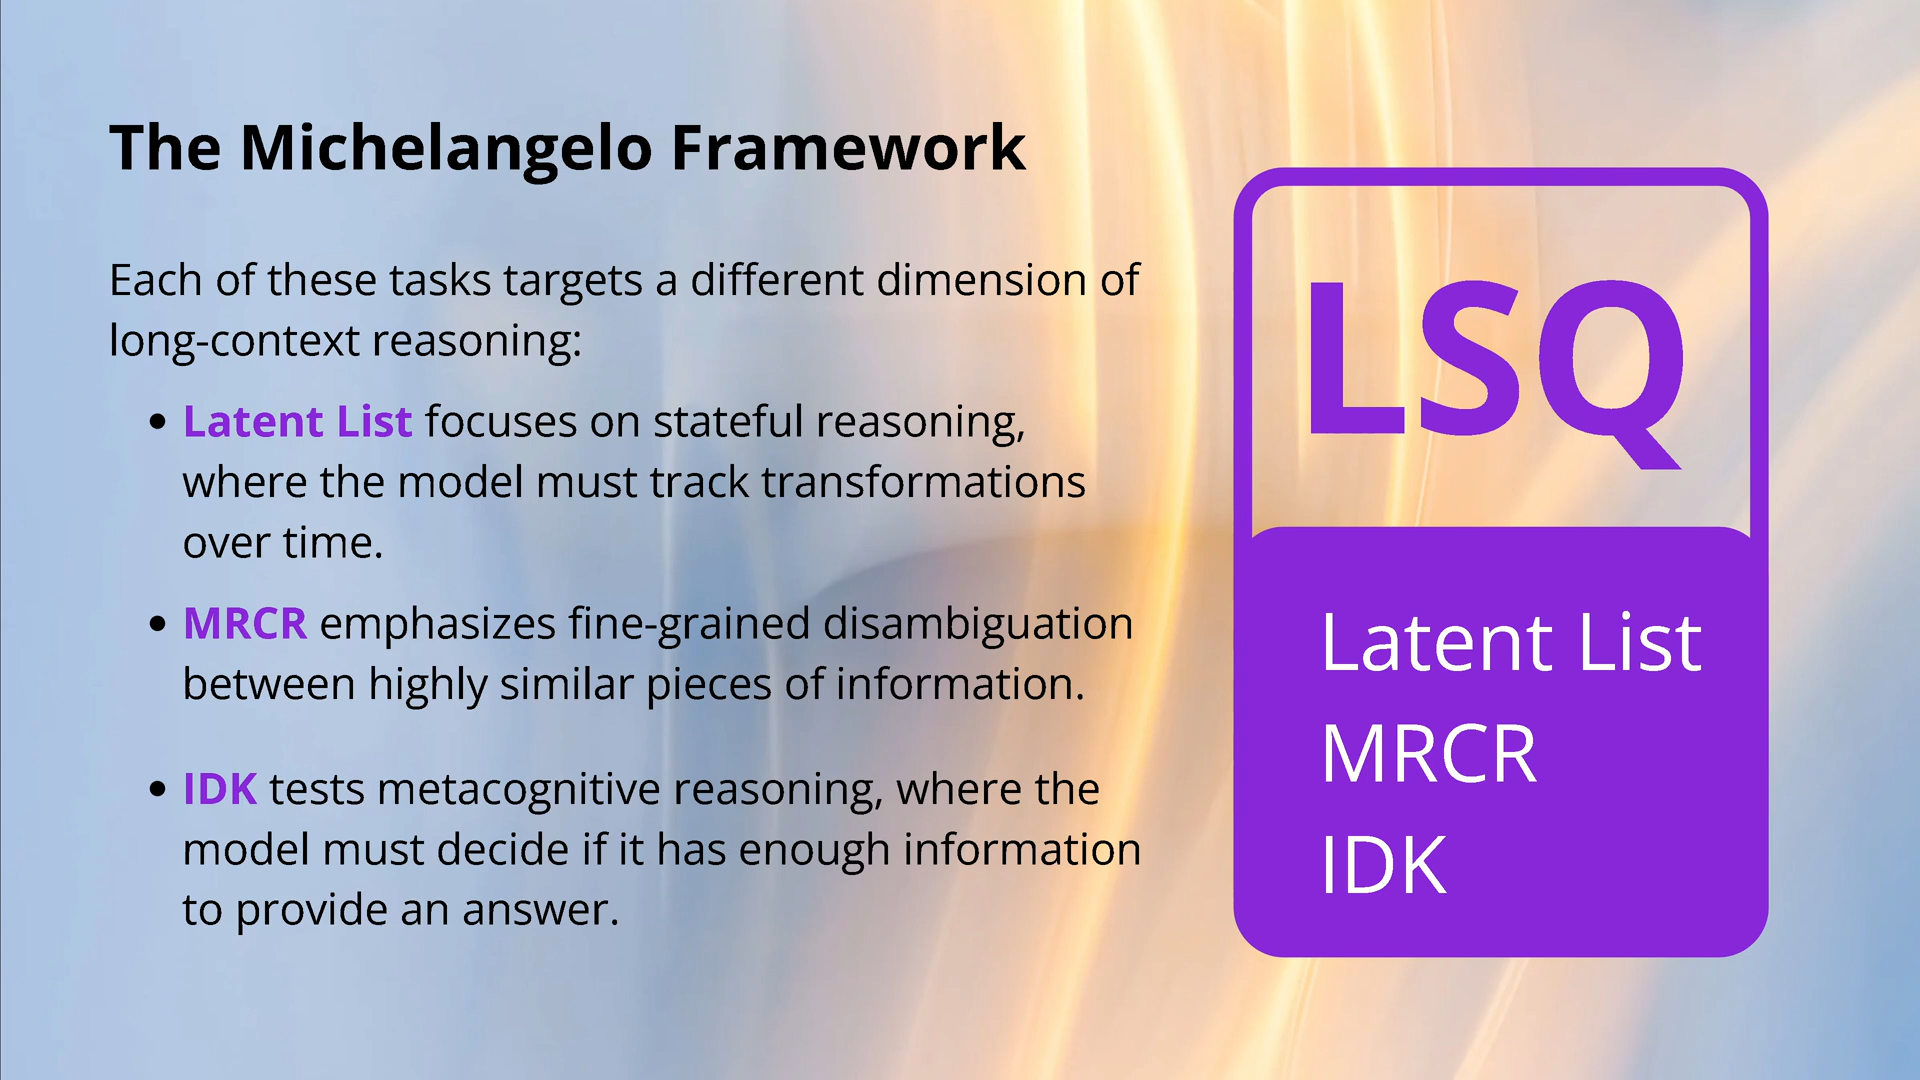 The Michelangelo Framework
Each of these tasks targets a different dimension of
long-context reasoning:
• Latent List focuses on stateful reasoning,
where the model must track transformations
over time.
• MRCR emphasizes fine-grained disambiguation
between highly similar pieces of information.
• IDK tests metacognitive reasoning, where the
model must decide if it has enough information
to provide an answer.
LSQ
Latent List
MRCR
IDK